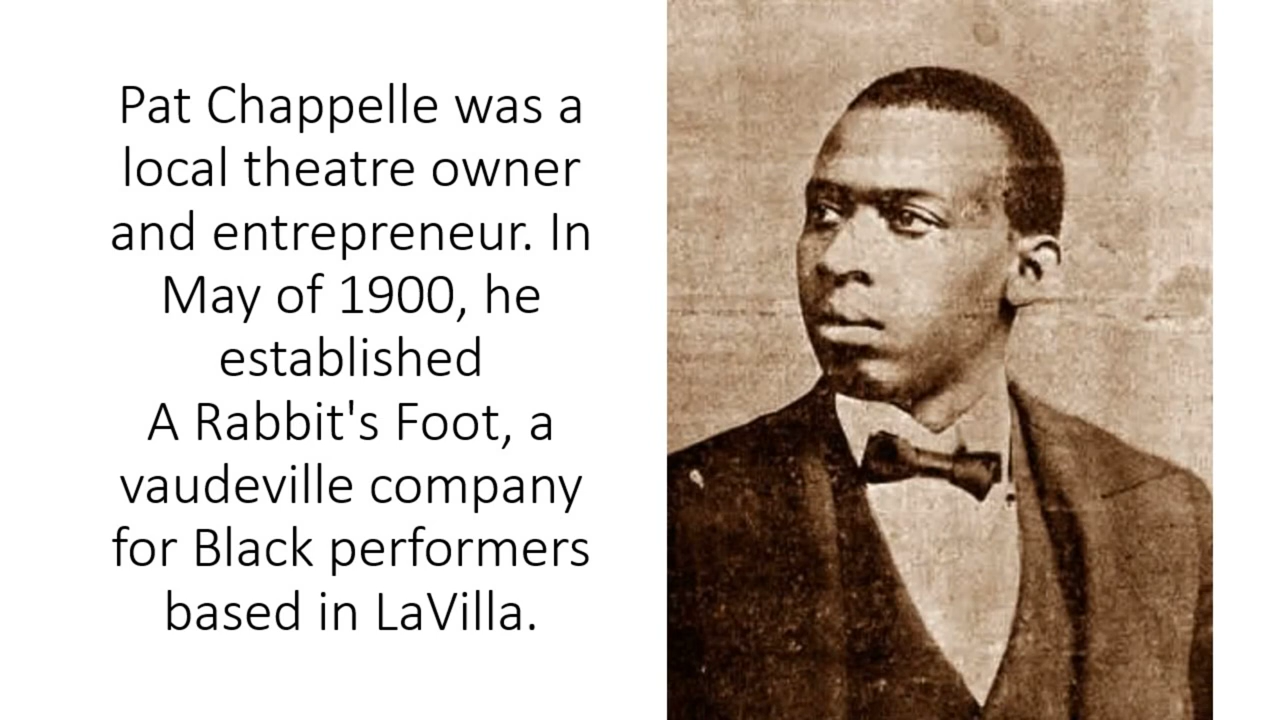 Pat Chappelle was a
local theatre owner
and entrepreneur. In
May of 1900, he
established
A Rabbit's Foot, a
vaudeville company
for Black performers
based in LaVilla.